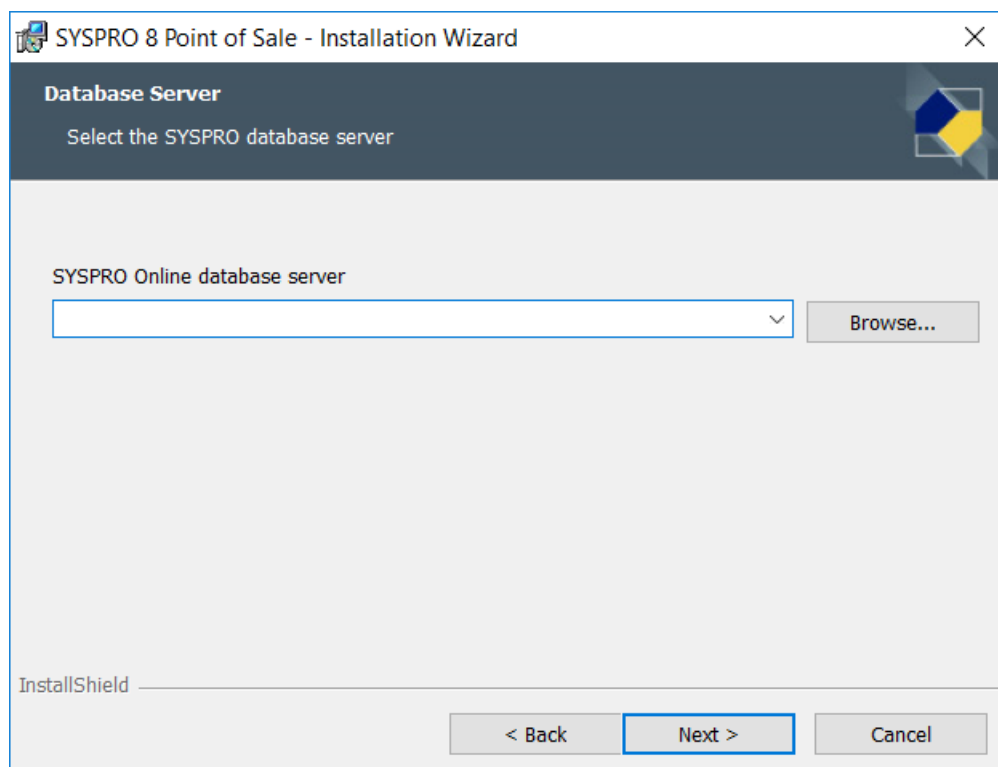 SYSPRO 8 Point of Sale - Installation Wizard
Database Server
Select the SYSPRO database server
SYSPRO Online database server
Browse...
InstallShield
< Back
Next >
Cancel